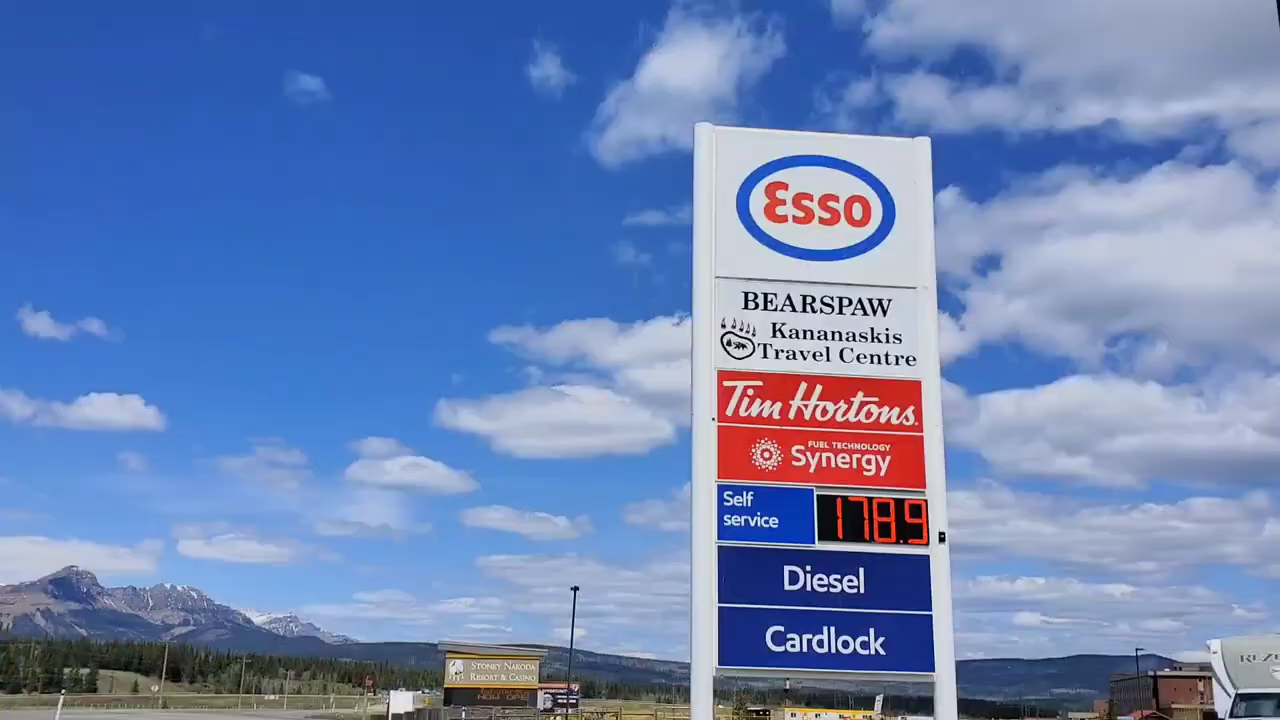 Esso
BEARSPAW
Kananaskis
Travel Centre
Tim Hortons.
FUEL TECHNOLOGY
Synergy
Self
service
178.9
Diesel
Cardlock
STONEY NAKODA
RESORT & CASINO